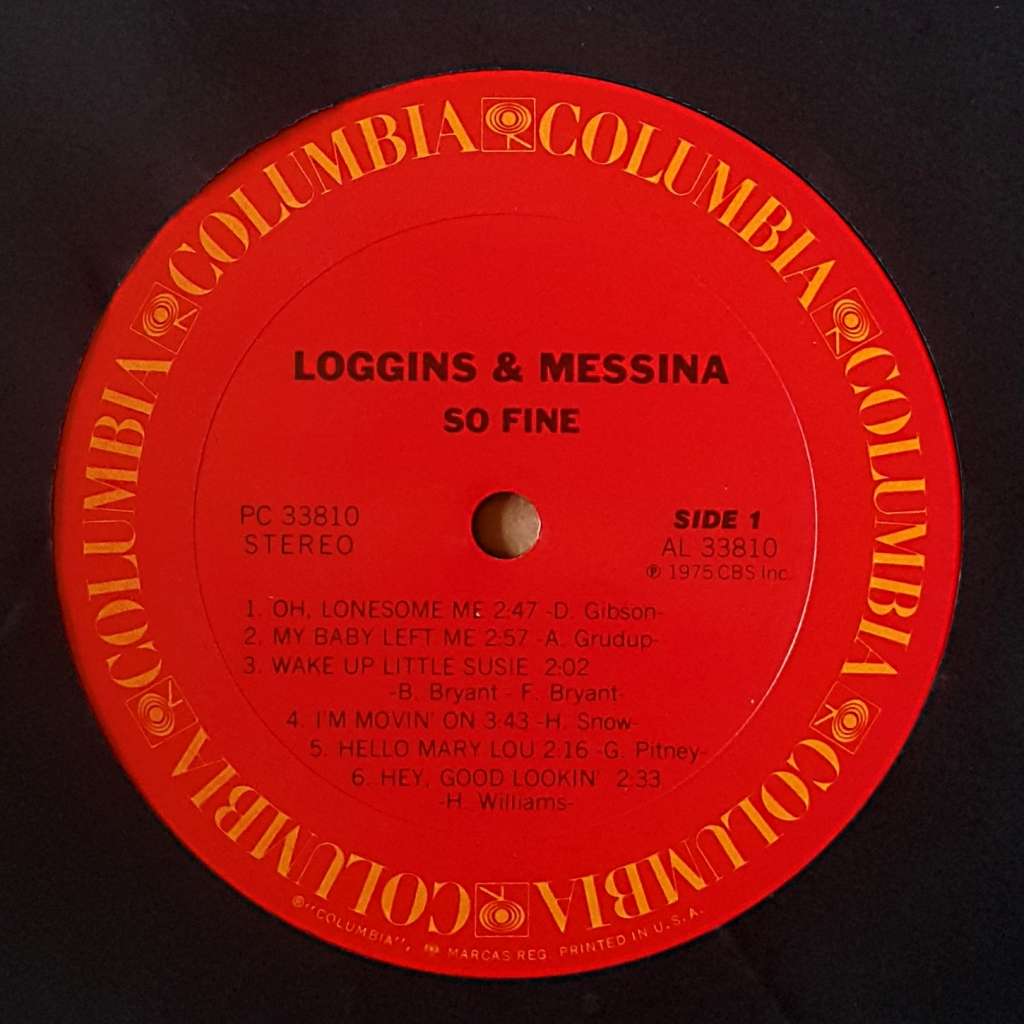 COLUMBIA COLUMBIA COLUMBIA COLUMBIA COLUMBIA COLUMBIA
LOGGINS & MESSINA
SO FINE
PC 33810
STEREO
SIDE 1
AL 33810
℗ 1975 CBS Inc.
1. OH, LONESOME ME 2:47 -D. Gibson-
2. MY BABY LEFT ME 2:57 -A. Grudup-
3. WAKE UP LITTLE SUSIE 2:02
-B. Bryant - F. Bryant-
4. I'M MOVIN' ON 3:43 -H. Snow-
5. HELLO MARY LOU 2:16 -G. Pitney-
6. HEY, GOOD LOOKIN' 2:33
-H. Williams-
®"COLUMBIA", MARCAS REG. PRINTED IN U.S.A.